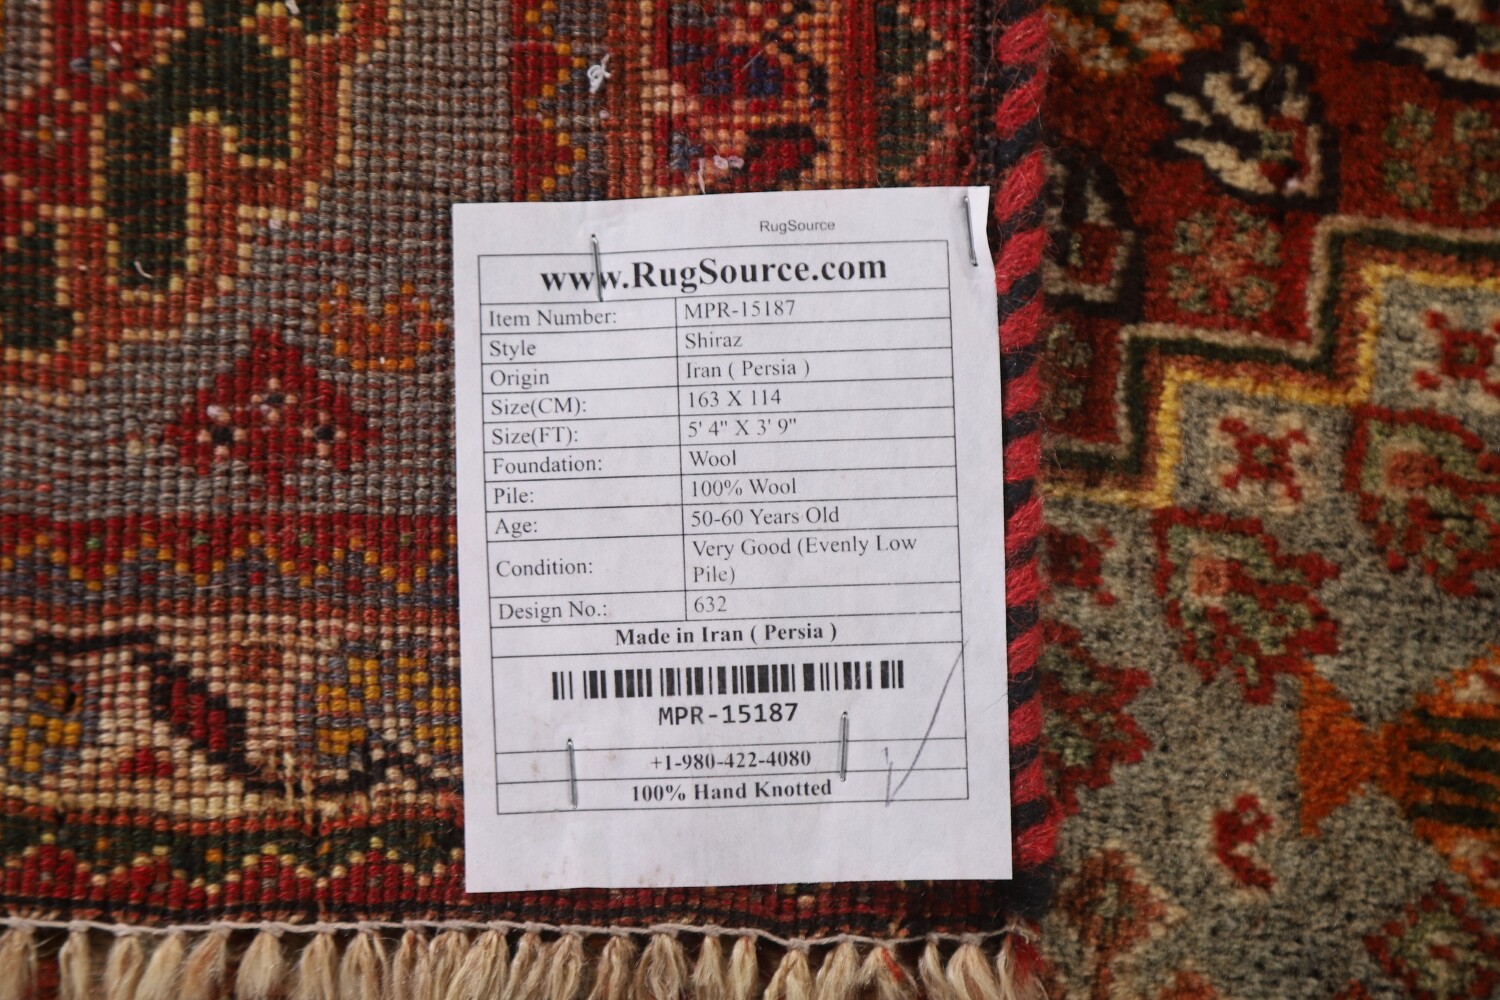 RugSource
www.RugSource.com
Item Number: MPR-15187
Style Shiraz
Origin Iran ( Persia )
Size(CM): 163 X 114
Size(FT): 5' 4" X 3' 9"
Foundation: Wool
Pile: 100% Wool
Age: 50-60 Years Old
Condition: Very Good (Evenly Low
Pile)
Design No.: 632
Made in Iran ( Persia )
MPR-15187
+1-980-422-4080
100% Hand Knotted